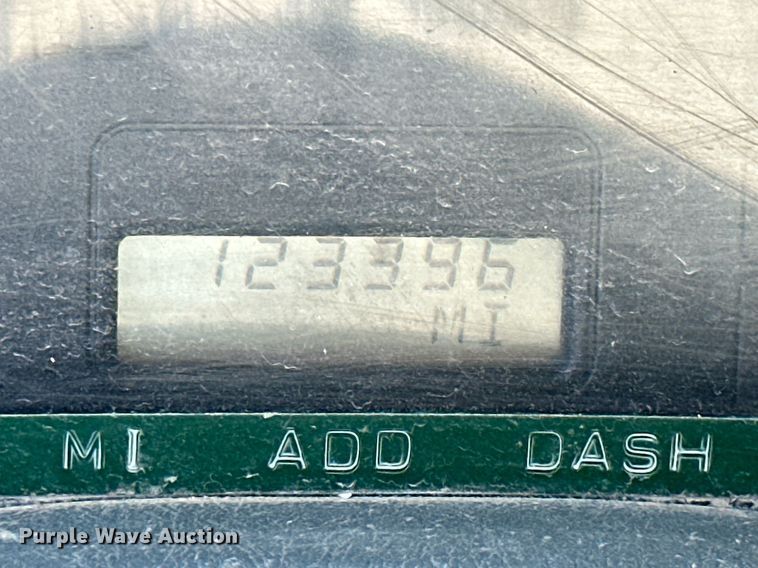 123396
MI
MI ADD DASH
Purple Wave Auction